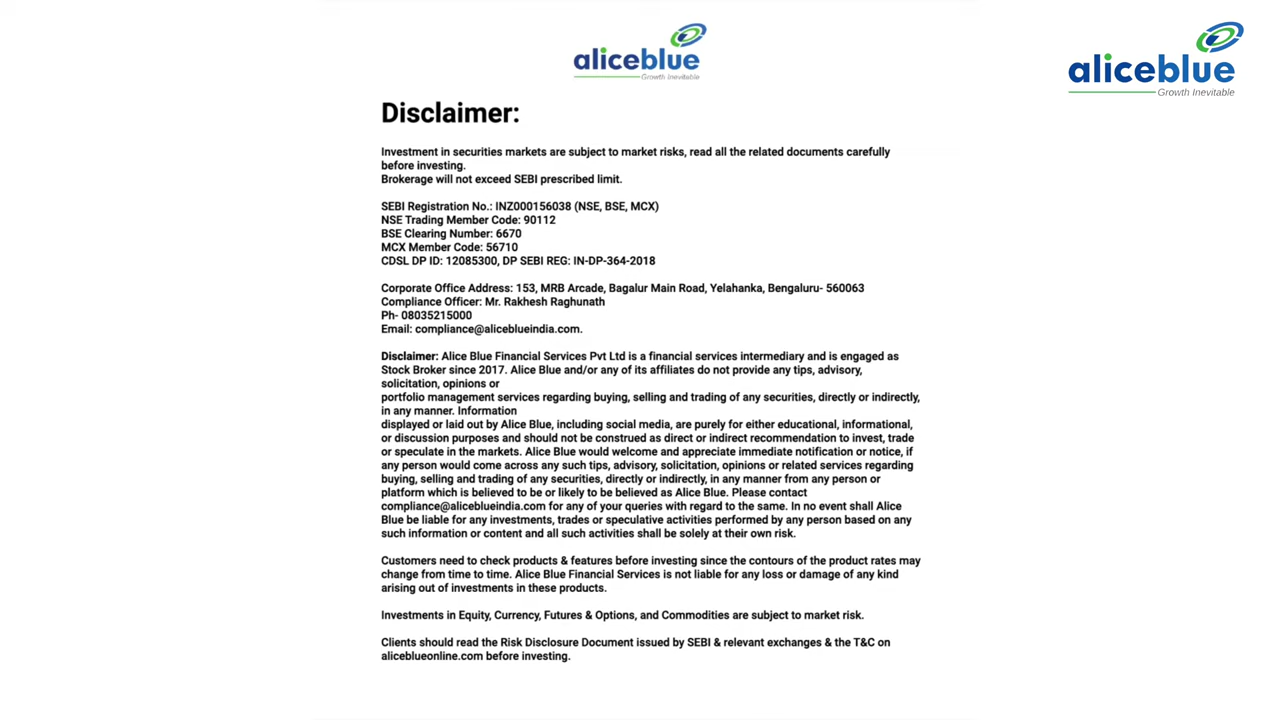 aliceblue
Growth Inevitable
aliceblue
Growth Inevitable
Disclaimer:
Investment in securities markets are subject to market risks, read all the related documents carefully
before investing.
Brokerage will not exceed SEBI prescribed limit.
SEBI Registration No.: INZ000156038 (NSE, BSE, MCX)
NSE Trading Member Code: 90112
BSE Clearing Number: 6670
MCX Member Code: 56710
CDSL DP ID: 12085300, DP SEBI REG: IN-DP-364-2018
Corporate Office Address: 153, MRB Arcade, Bagalur Main Road, Yelahanka, Bengaluru- 560063
Compliance Officer: Mr. Rakhesh Raghunath
Ph- 08035215000
Email: compliance@aliceblueindia.com.
Disclaimer: Alice Blue Financial Services Pvt Ltd is a financial services intermediary and is engaged as
Stock Broker since 2017. Alice Blue and/or any of its affiliates do not provide any tips, advisory,
solicitation, opinions or
portfolio management services regarding buying, selling and trading of any securities, directly or indirectly,
in any manner. Information
displayed or laid out by Alice Blue, including social media, are purely for either educational, informational,
or discussion purposes and should not be construed as direct or indirect recommendation to invest, trade
or speculate in the markets. Alice Blue would welcome and appreciate immediate notification or notice, if
any person would come across any such tips, advisory, solicitation, opinions or related services regarding
buying, selling and trading of any securities, directly or indirectly, in any manner from any person or
platform which is believed to be or likely to be believed as Alice Blue. Please contact
compliance@aliceblueindia.com for any of your queries with regard to the same. In no event shall Alice
Blue be liable for any investments, trades or speculative activities performed by any person based on any
such information or content and all such activities shall be solely at their own risk.
Customers need to check products & features before investing since the contours of the product rates may
change from time to time. Alice Blue Financial Services is not liable for any loss or damage of any kind
arising out of investments in these products.
Investments in Equity, Currency, Futures & Options, and Commodities are subject to market risk.
Clients should read the Risk Disclosure Document issued by SEBI & relevant exchanges & the T&C on
aliceblueonline.com before investing.